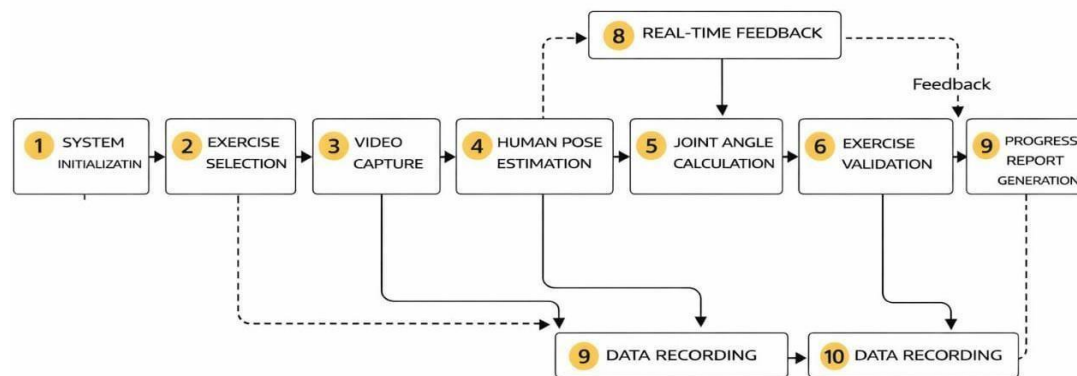 8 REAL-TIME FEEDBACK
Feedback
1 SYSTEM
INITIALIZATIN
2 EXERCISE
SELECTION
3 VIDEO
CAPTURE
4 HUMAN POSE
ESTIMATION
5 JOINT ANGLE
CALCULATION
6 EXERCISE
VALIDATION
9 PROGRESS
REPORT
GENERATION
9 DATA RECORDING
10 DATA RECORDING